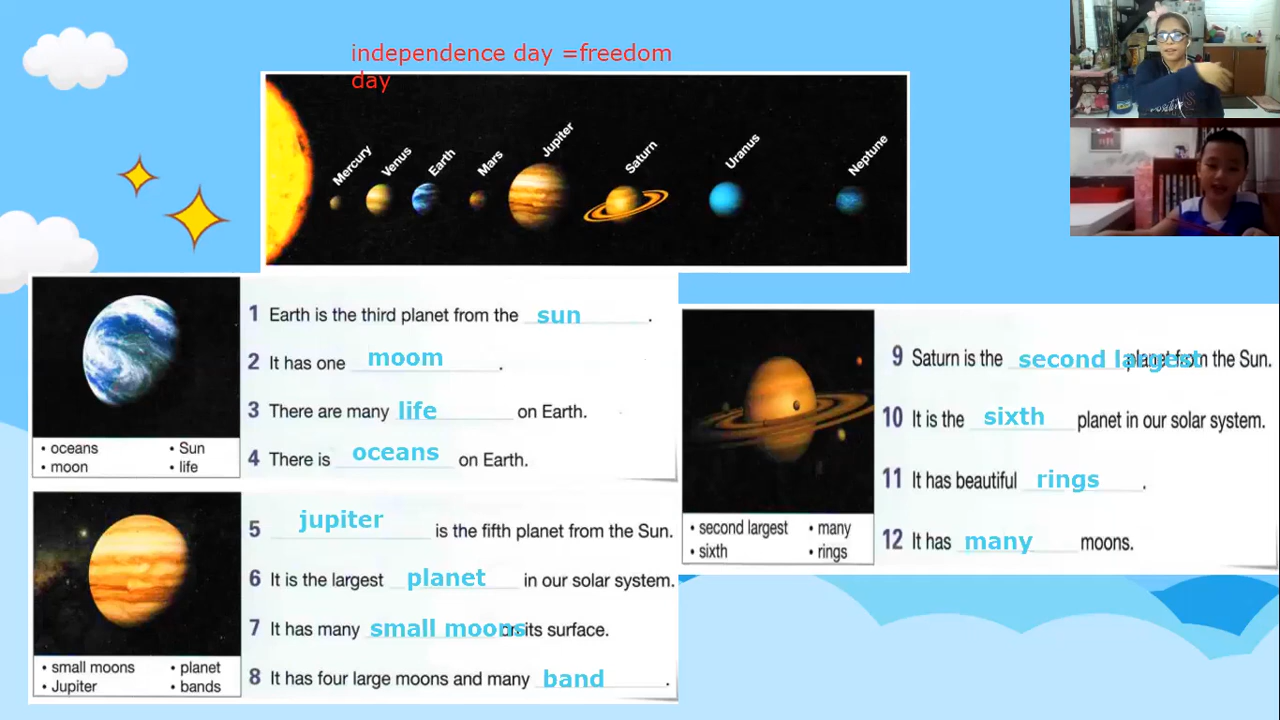 independence day =freedom
day
Mercury
Venus
Earth
Mars
Jupiter
Saturn
Uranus
Neptune
1 Earth is the third planet from the sun .
2 It has one moom .
3 There are many life on Earth.
4 There is oceans on Earth.
• oceans • Sun
• moon • life
5 jupiter is the fifth planet from the Sun.
6 It is the largest planet in our solar system.
7 It has many small moons on its surface.
8 It has four large moons and many band .
• small moons • planet
• Jupiter • bands
9 Saturn is the second largest planet from the Sun.
10 It is the sixth planet in our solar system.
11 It has beautiful rings .
12 It has many moons.
• second largest • many
• sixth • rings